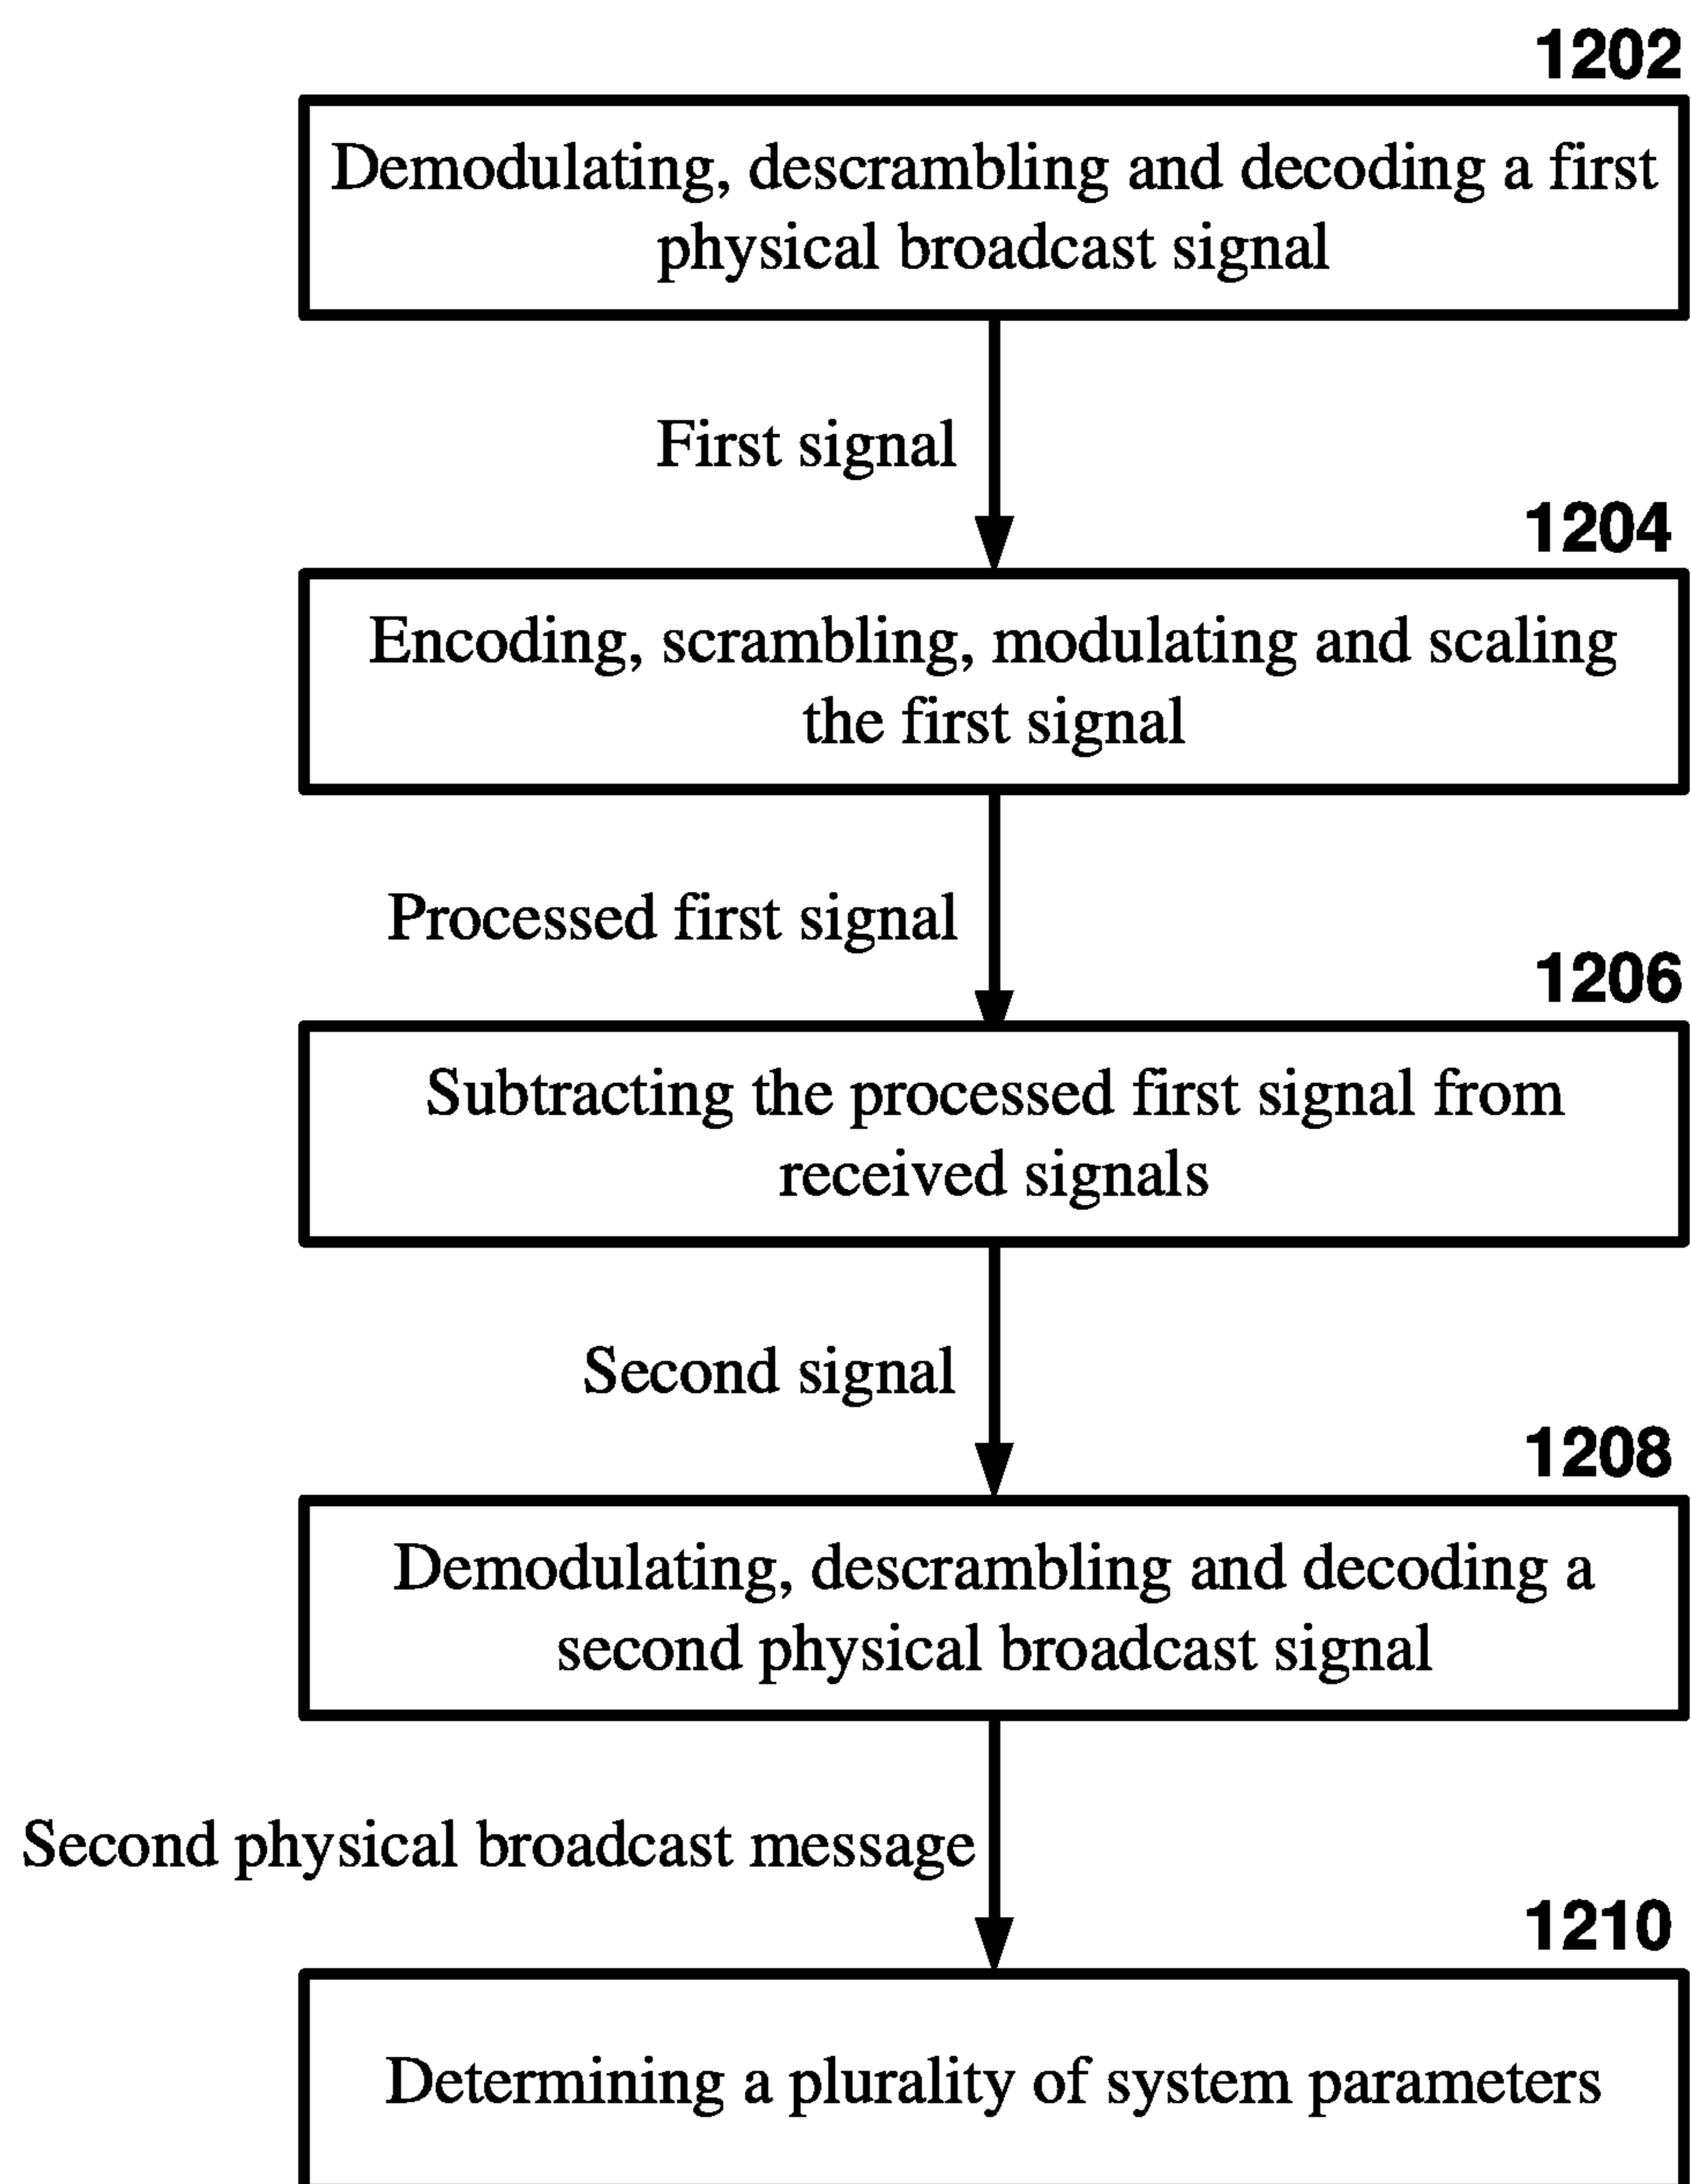 1202
Demodulating, descrambling and decoding a first
physical broadcast signal
First signal
1204
Encoding, scrambling, modulating and scaling
the first signal
Processed first signal
1206
Subtracting the processed first signal from
received signals
Second signal
1208
Demodulating, descrambling and decoding a
second physical broadcast signal
Second physical broadcast message
1210
Determining a plurality of system parameters